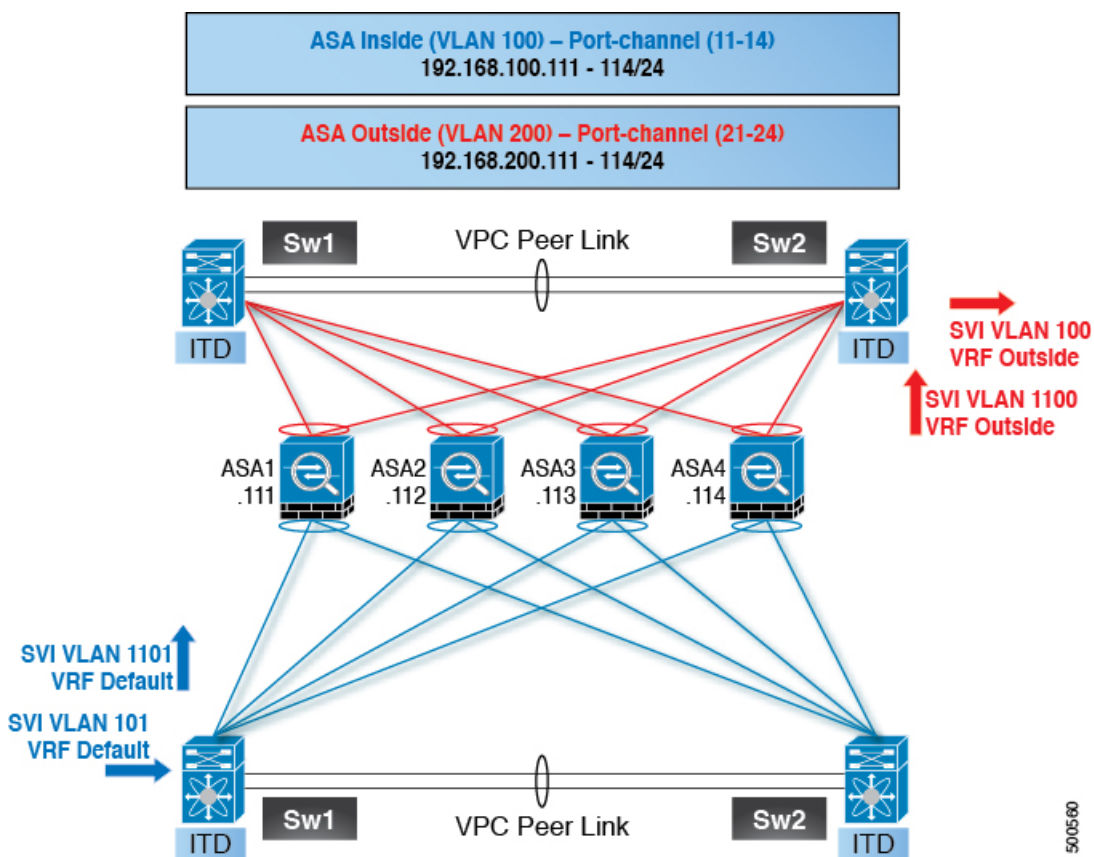 ASA Inside (VLAN 100) – Port-channel (11-14)
192.168.100.111 - 114/24
ASA Outside (VLAN 200) – Port-channel (21-24)
192.168.200.111 - 114/24
Sw1
VPC Peer Link
Sw2
ITD
ITD
SVI VLAN 100
VRF Outside
SVI VLAN 1100
VRF Outside
ASA1
.111
ASA2
.112
ASA3
.113
ASA4
.114
SVI VLAN 1101
VRF Default
SVI VLAN 101
VRF Default
Sw1
VPC Peer Link
Sw2
ITD
ITD
500560